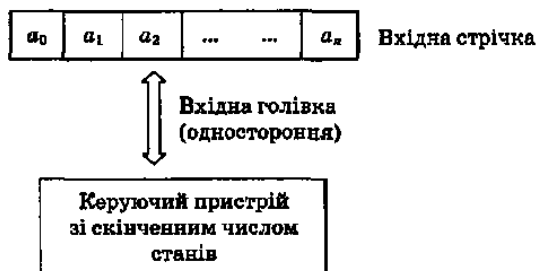 a₀ a₁ a₂ ... ... aₙ Вхідна стрічка
Вхідна голівка
(одностороння)
Керуючий пристрій
зі скінченним числом
станів